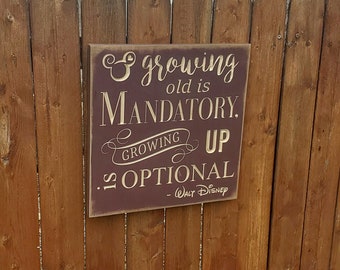 growing
old is
MANDATORY.
GROWING UP
is OPTIONAL
- Walt Disney